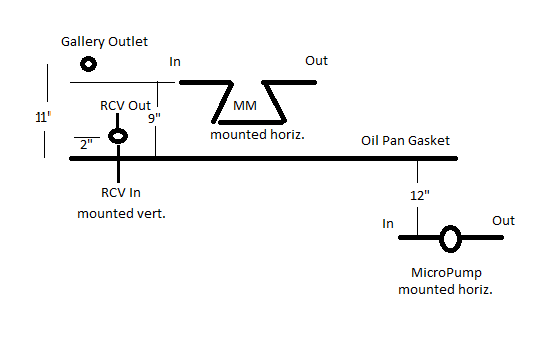 Gallery Outlet
In
Out
RCV Out
MM
11"
9"
mounted horiz.
2"
Oil Pan Gasket
RCV In
mounted vert.
12"
In
Out
MicroPump
mounted horiz.